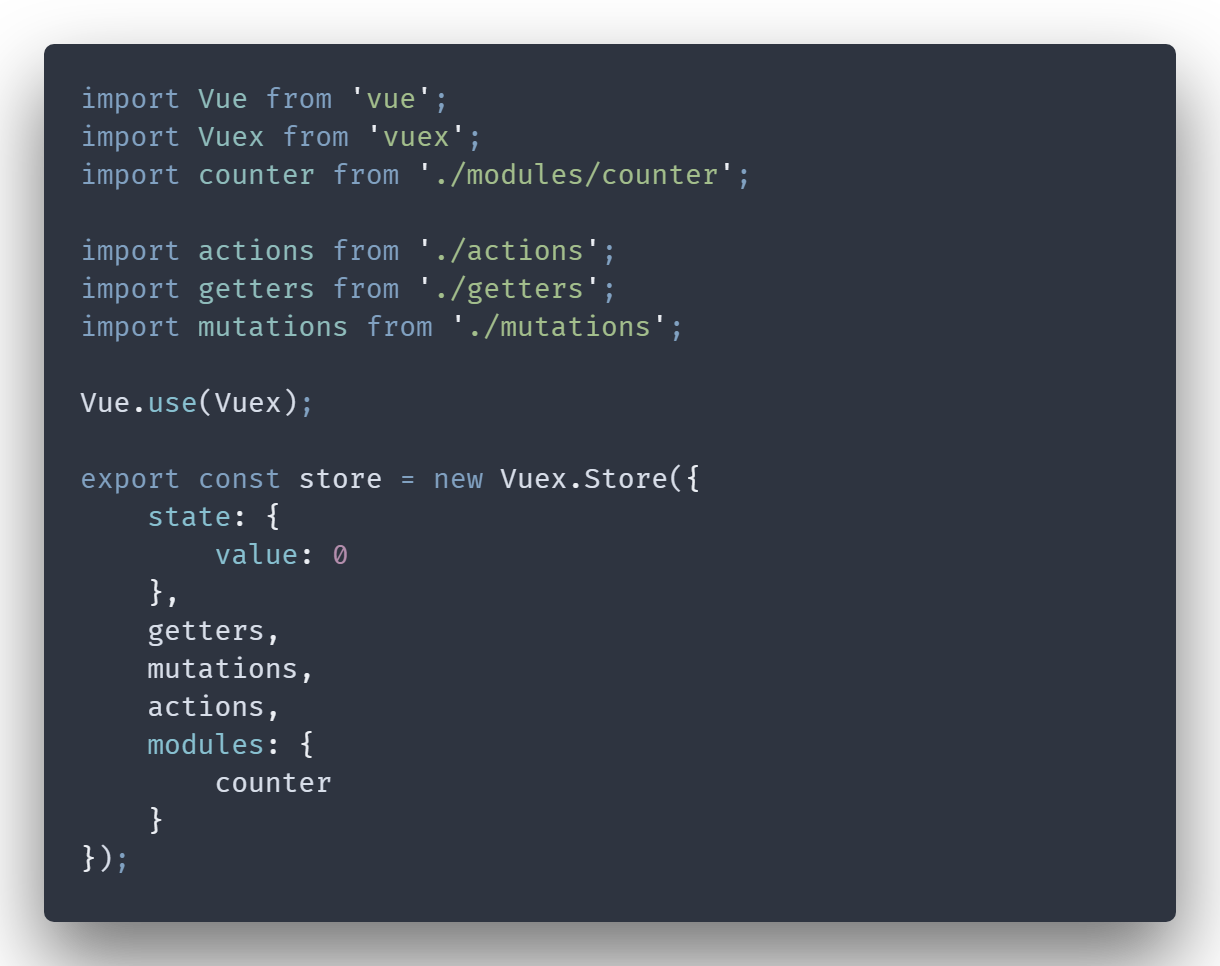 import Vue from 'vue';
import Vuex from 'vuex';
import counter from './modules/counter';

import actions from './actions';
import getters from './getters';
import mutations from './mutations';

Vue.use(Vuex);

export const store = new Vuex.Store({
    state: {
        value: 0
    },
    getters,
    mutations,
    actions,
    modules: {
        counter
    }
});